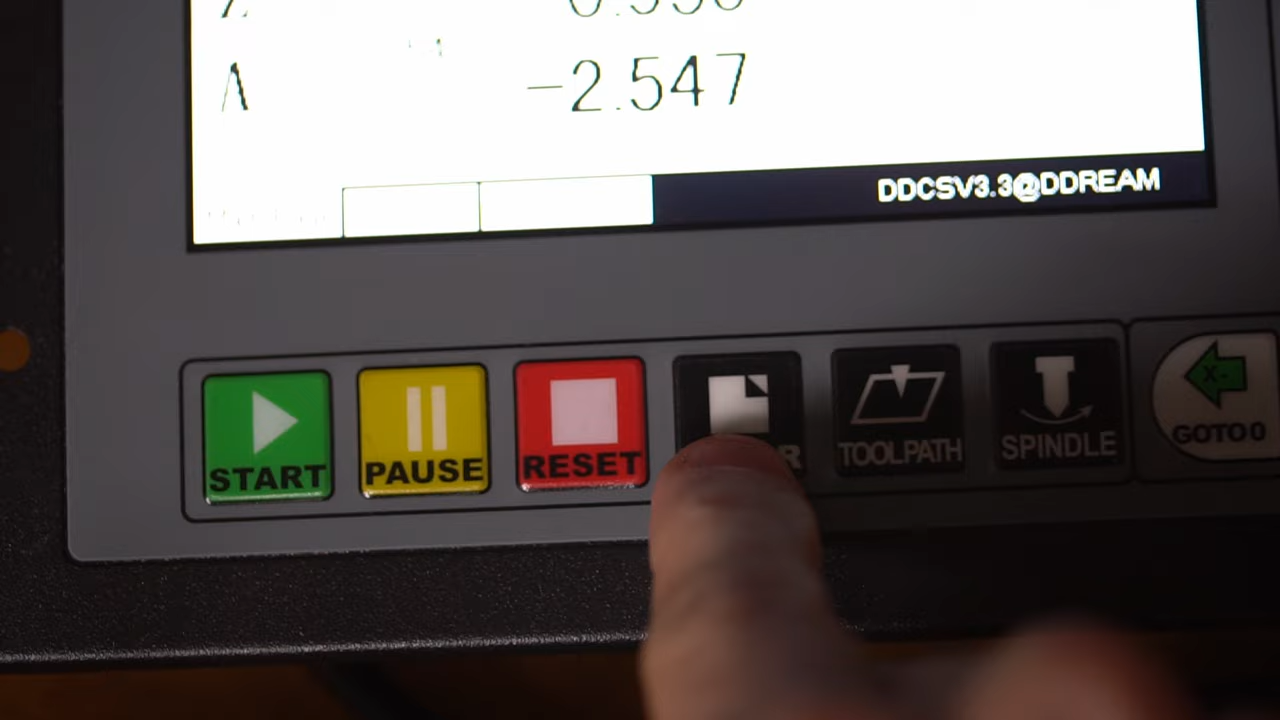 A -2.547
DDCSV3.3@DDREAM
START PAUSE RESET TOOLPATH SPINDLE GOTO 0
X-